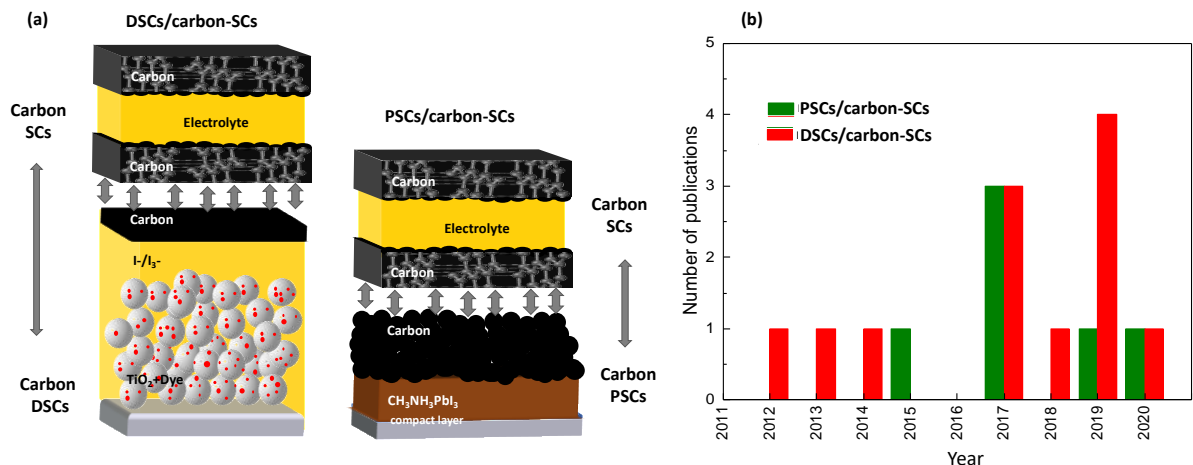 (a)
DSCs/carbon-SCs
Carbon
Electrolyte
Carbon
Carbon
SCs
Carbon
I-/I₃-
TiO₂+Dye
Carbon
DSCs
PSCs/carbon-SCs
Carbon
Electrolyte
Carbon
Carbon
SCs
Carbon
CH₃NH₃PbI₃
compact layer
Carbon
PSCs
(b)
5
4
3
2
1
0
Number of publications
PSCs/carbon-SCs
DSCs/carbon-SCs
2011
2012
2013
2014
2015
2016
2017
2018
2019
2020
Year